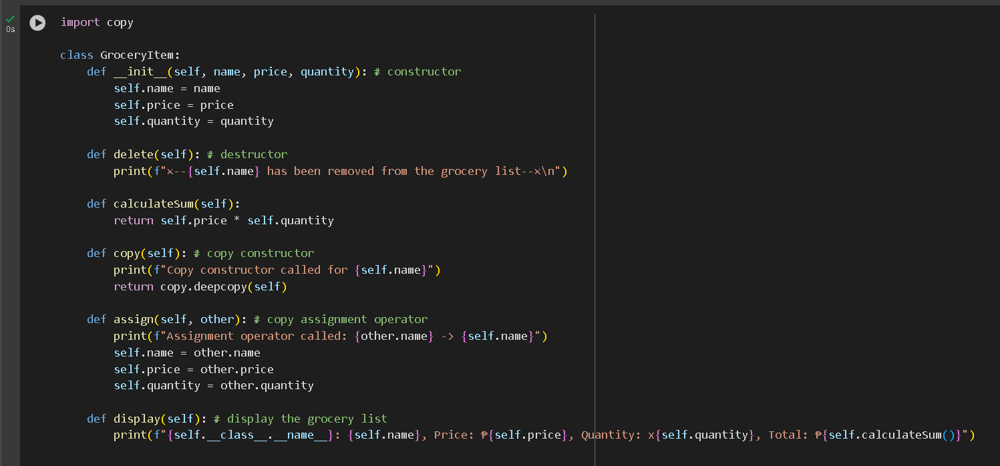 0s
import copy
class GroceryItem:
    def __init__(self, name, price, quantity): # constructor
        self.name = name
        self.price = price
        self.quantity = quantity
    def delete(self): # destructor
        print(f"×--{self.name} has been removed from the grocery list--×\n")
    def calculateSum(self):
        return self.price * self.quantity
    def copy(self): # copy constructor
        print(f"Copy constructor called for {self.name}")
        return copy.deepcopy(self)
    def assign(self, other): # copy assignment operator
        print(f"Assignment operator called: {other.name} -> {self.name}")
        self.name = other.name
        self.price = other.price
        self.quantity = other.quantity
    def display(self): # display the grocery list
        print(f"{self.__class__.__name__}: {self.name}, Price: ₱{self.price}, Quantity: x{self.quantity}, Total: ₱{self.calculateSum()}")